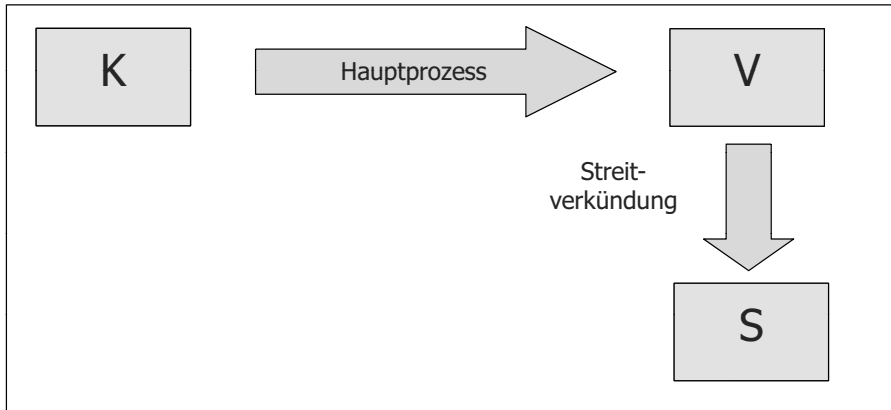 K
Hauptprozess
V
Streit-
verkündung
S